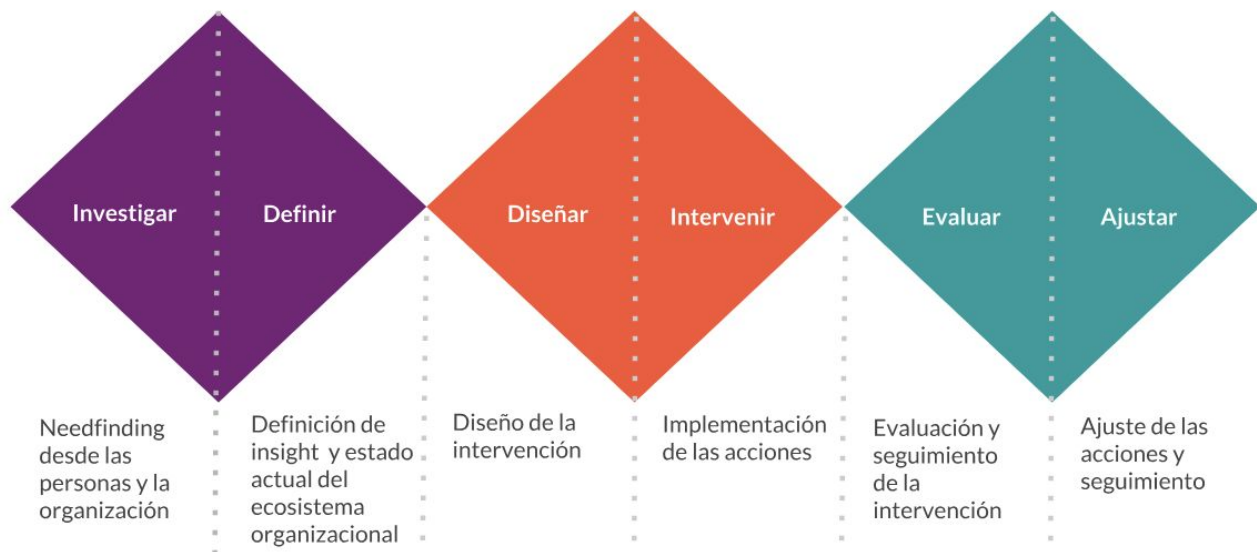 Investigar
Definir
Diseñar
Intervenir
Evaluar
Ajustar
Needfinding
desde las
personas y la
organización
Definición de
insight y estado
actual del
ecosistema
organizacional
Diseño de la
intervención
Implementación
de las acciones
Evaluación y
seguimiento
de la
intervención
Ajuste de las
acciones y
seguimiento